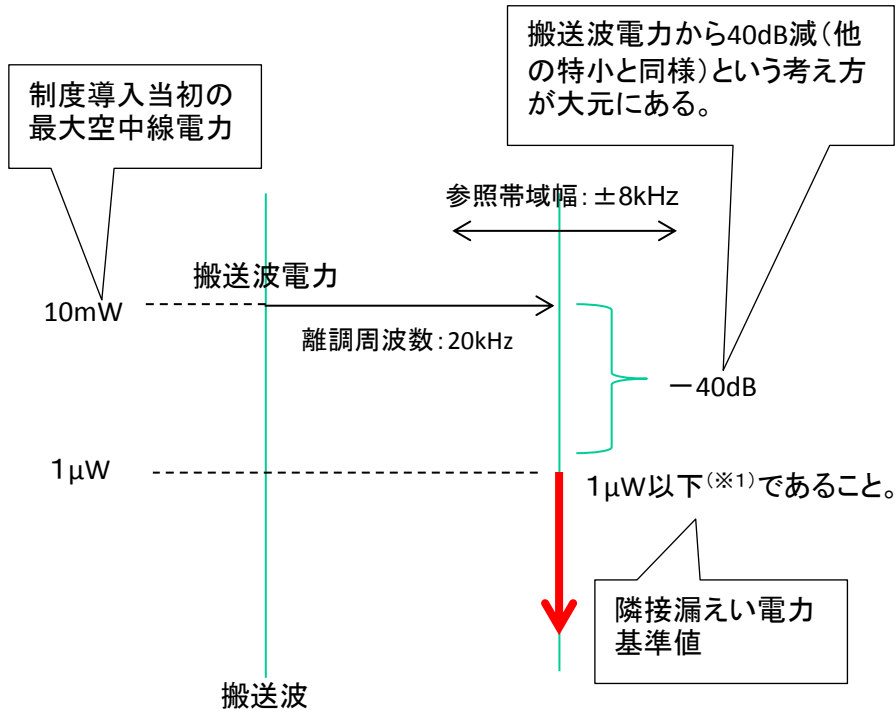 搬送波電力から40dB減(他
の特小と同様)という考え方
が大元にある。
制度導入当初の
最大空中線電力
参照帯域幅:±8kHz
搬送波電力
10mW
離調周波数:20kHz
-40dB
1μW
1μW以下(※1)であること。
隣接漏えい電力
基準値
搬送波